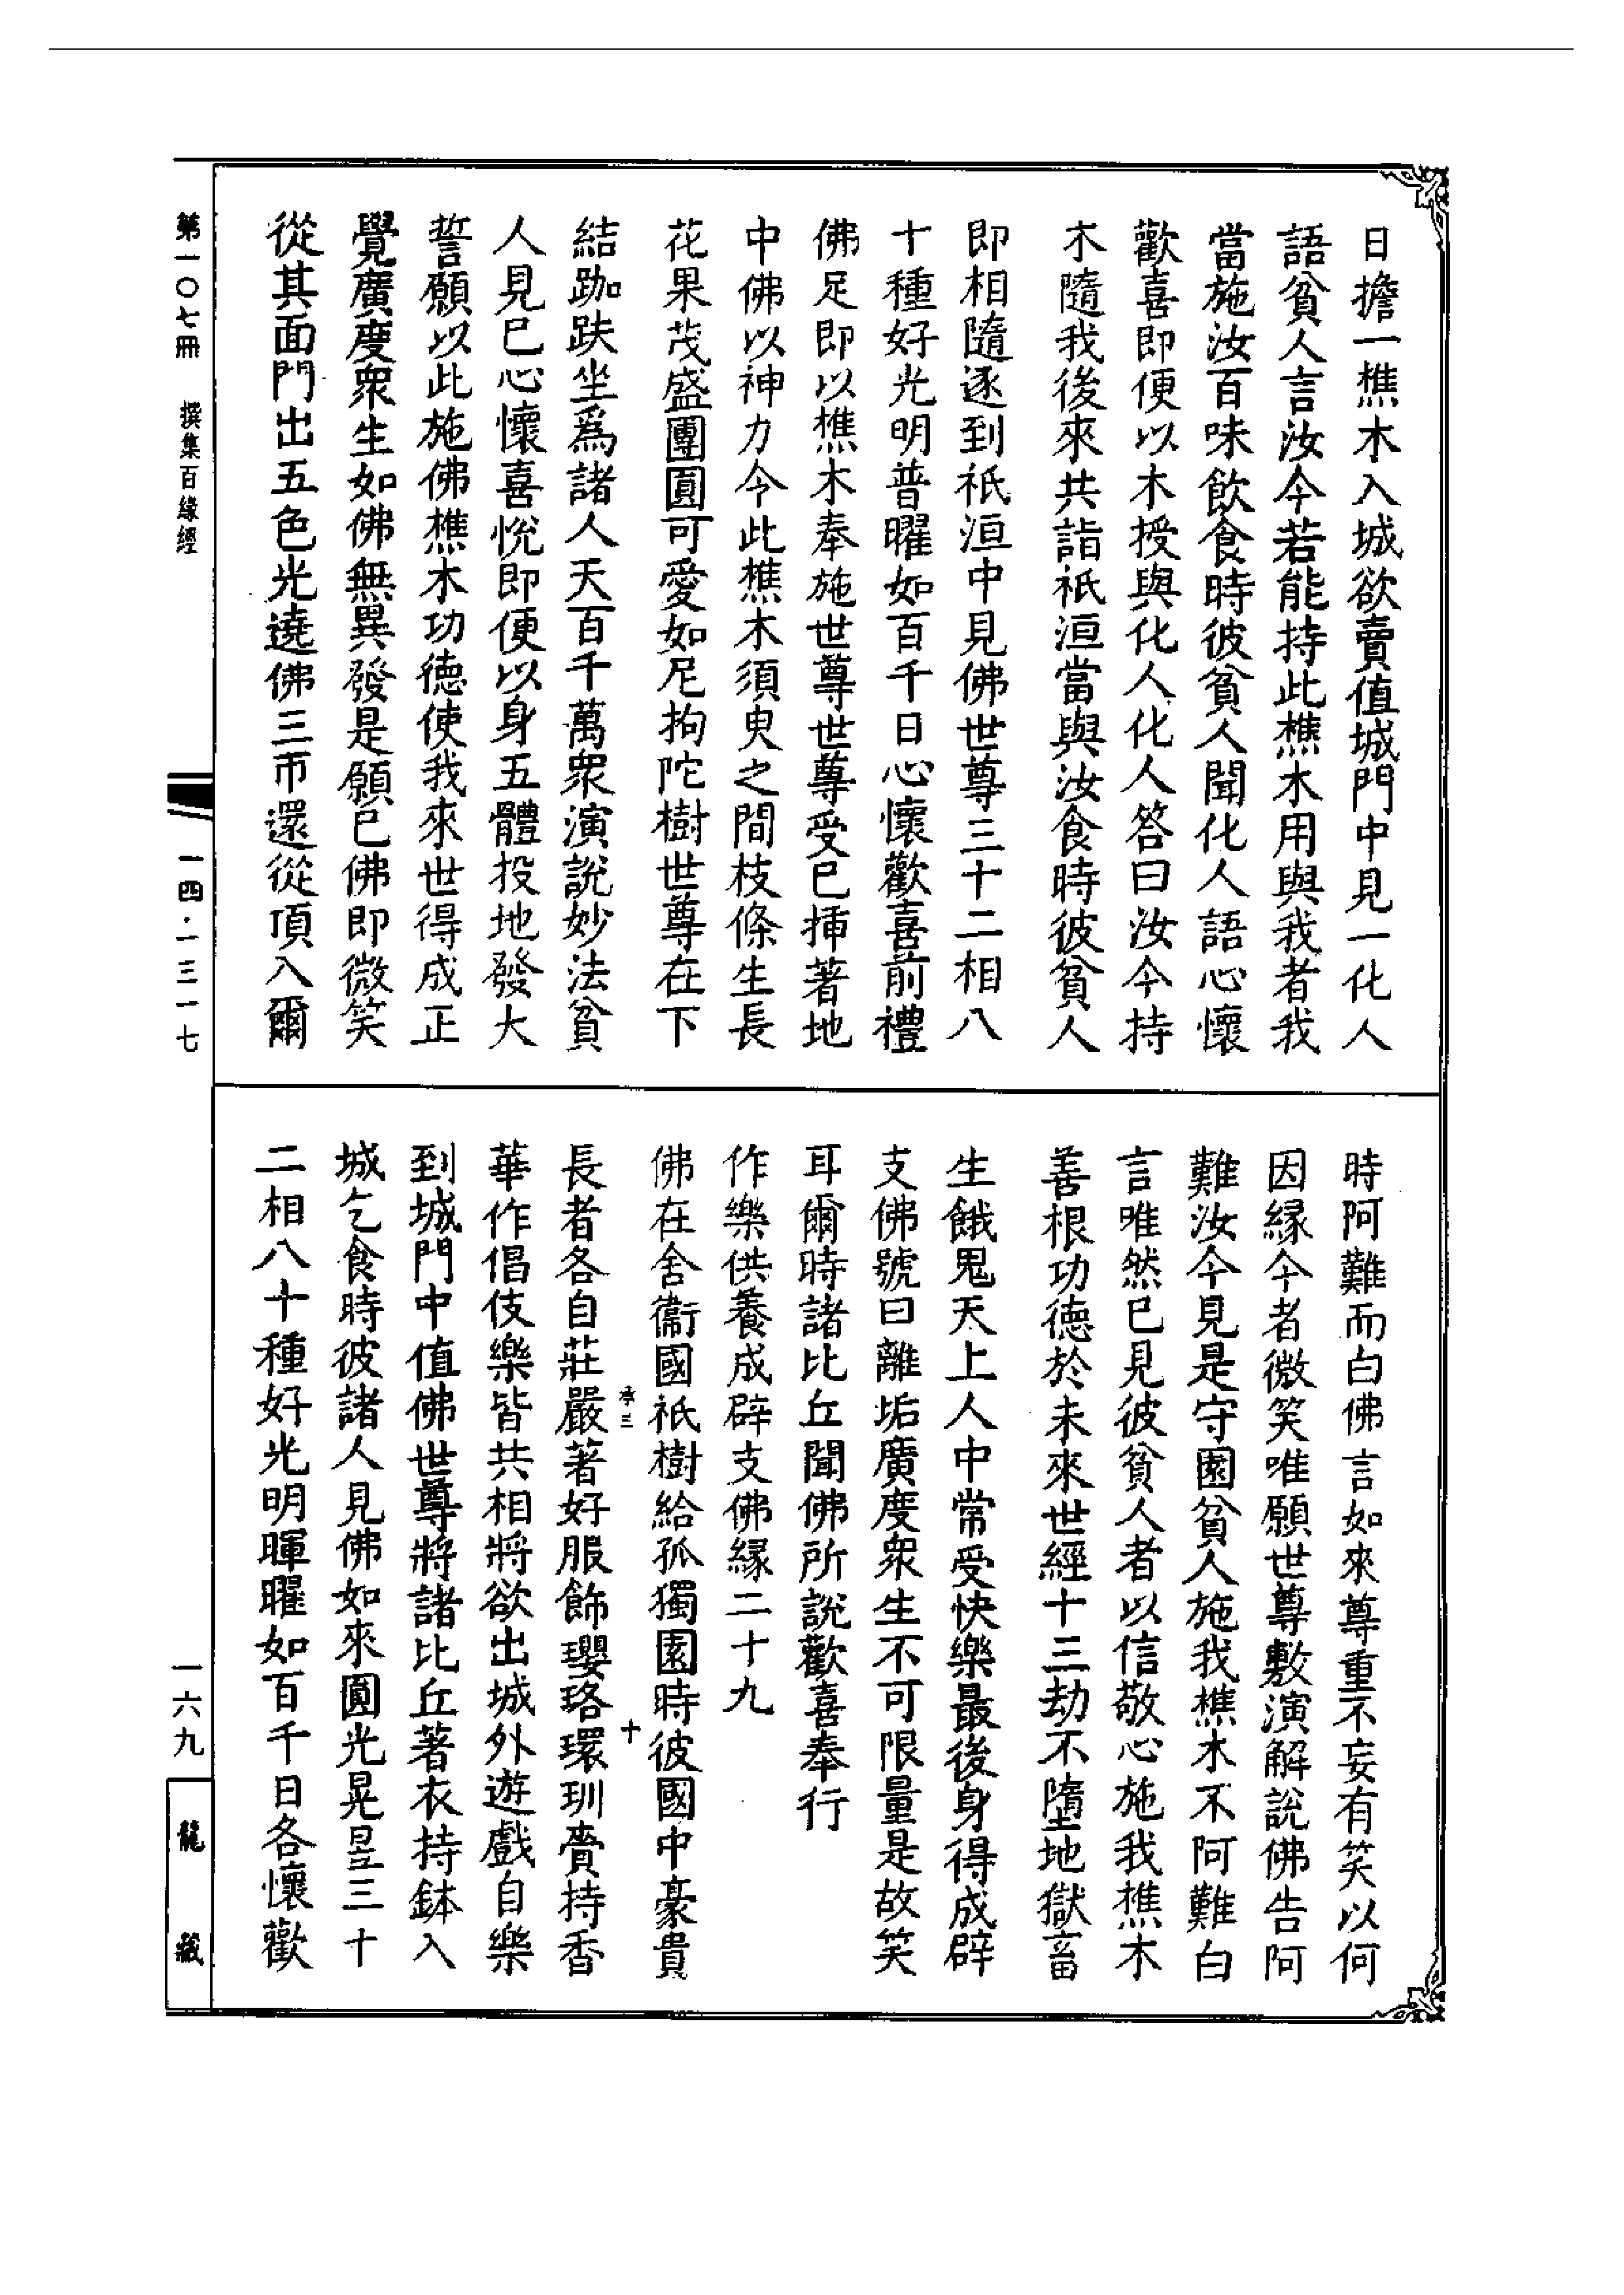 日擔一樵木入城欲賣值城門中見一化人
語貧人言汝今若能持此樵木用與我者我
當施汝百味飲食時彼貧人聞化人語心懷
歡喜即便以木授與化人化人答曰汝今持
木隨我後來共詣祇洹當與汝食時彼貧人
即相隨逐到祇洹中見佛世尊三十二相八
十種好光明普曜如百千日心懷歡喜前禮
佛足即以樵木奉施世尊世尊受已揷著地
中佛以神力令此樵木須臾之間枝條生長
花果茂盛團圓可愛如尼拘陀樹世尊在下
結跏趺坐爲諸人天百千萬衆演說妙法貧
人見已心懷喜悅即便以身五體投地發大
誓願以此施佛樵木功德使我來世得成正
覺廣度衆生如佛無異發是願已佛即微笑
從其面門出五色光遶佛三帀還從頂入爾
時阿難而白佛言如來尊重不妄有笑以何
因緣今者微笑唯願世尊敷演解說佛告阿
難汝今見是守園貧人施我樵木不阿難白
言唯然已見彼貧人者以信敬心施我樵木
善根功德於未來世經十三劫不墮地獄畜
生餓鬼天上人中常受快樂最後身得成辟
支佛號曰離垢廣度衆生不可限量是故笑
耳爾時諸比丘聞佛所說歡喜奉行
作樂供養成辟支佛緣二十九
佛在舍衞國祇樹給孤獨園時彼國中豪貴
承三 十
長者各自莊嚴著好服飾瓔珞環玔賷持香
華作倡伎樂皆共相將欲出城外遊戲自樂
到城門中值佛世尊將諸比丘著衣持鉢入
城乞食時彼諸人見佛如來圓光晃昱三十
二相八十種好光明暉曜如百千日各懷歡
第一〇七冊 撰集百緣經
一四·一三一七
一六九
龍藏